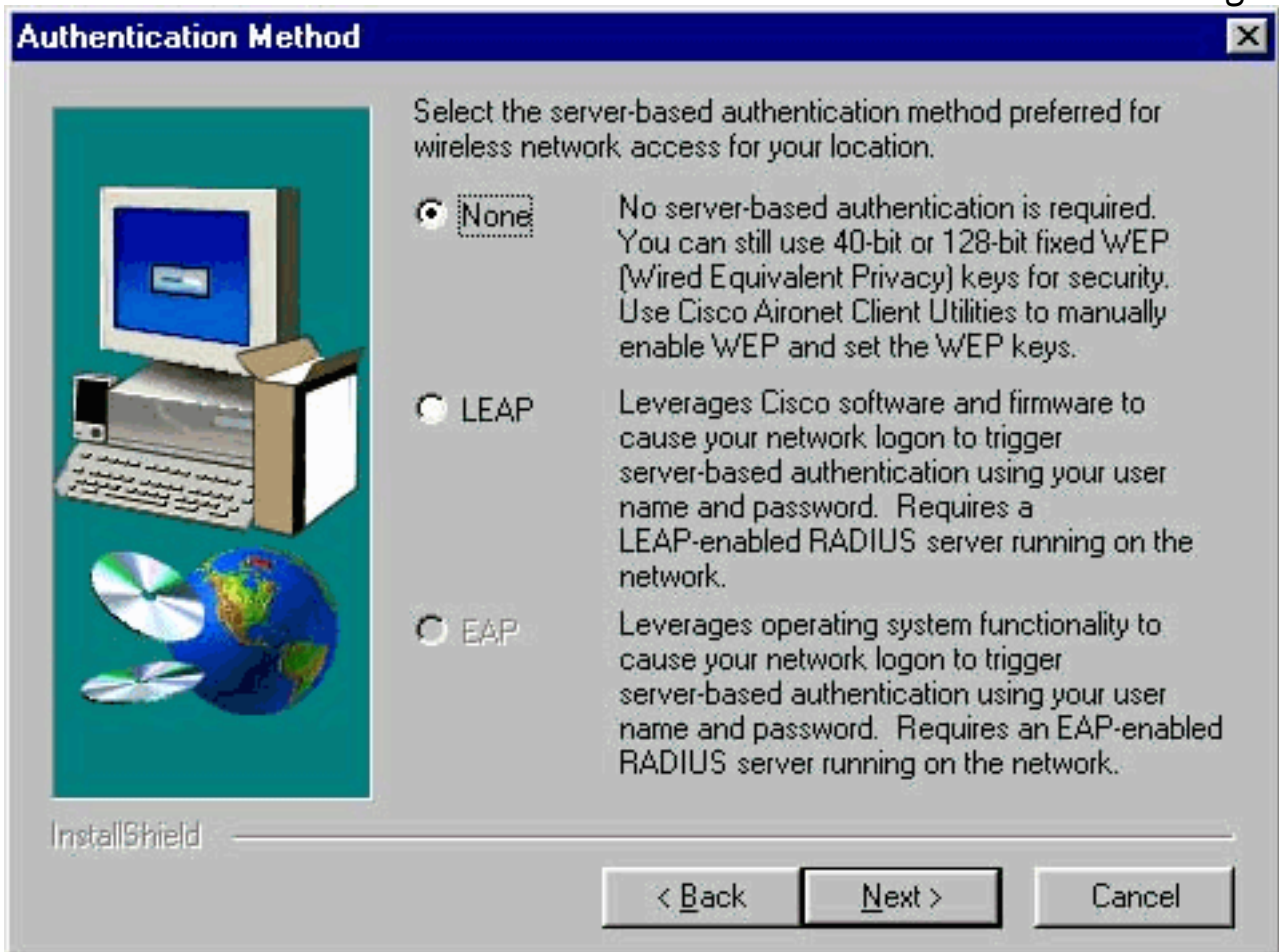 Authentication Method
Select the server-based authentication method preferred for
wireless network access for your location.
None
No server-based authentication is required.
You can still use 40-bit or 128-bit fixed WEP
(Wired Equivalent Privacy) keys for security.
Use Cisco Aironet Client Utilities to manually
enable WEP and set the WEP keys.
LEAP
Leverages Cisco software and firmware to
cause your network logon to trigger
server-based authentication using your user
name and password. Requires a
LEAP-enabled RADIUS server running on the
network.
EAP
Leverages operating system functionality to
cause your network logon to trigger
server-based authentication using your user
name and password. Requires an EAP-enabled
RADIUS server running on the network.
InstallShield
< Back
Next >
Cancel